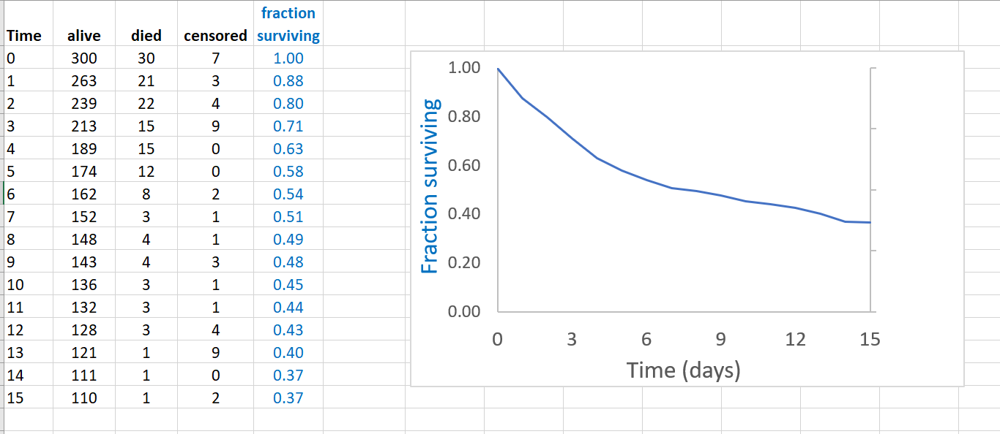 fraction
Time alive died censored surviving
0 300 30 7 1.00
1 263 21 3 0.88
2 239 22 4 0.80
3 213 15 9 0.71
4 189 15 0 0.63
5 174 12 0 0.58
6 162 8 2 0.54
7 152 3 1 0.51
8 148 4 1 0.49
9 143 4 3 0.48
10 136 3 1 0.45
11 132 3 1 0.44
12 128 3 4 0.43
13 121 1 9 0.40
14 111 1 0 0.37
15 110 1 2 0.37
Fraction surviving
1.00
0.80
0.60
0.40
0.20
0.00
0 3 6 9 12 15
Time (days)